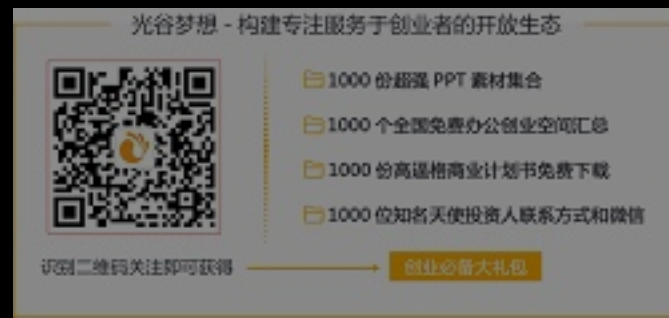 光谷梦想 - 构建专注服务于创业者的开放生态
1000 份超强 PPT 素材集合
1000 个全国免费办公创业空间汇总
1000 份高逼格商业计划书免费下载
1000 位知名天使投资人联系方式和微信
识别二维码关注即可获得
创业必备大礼包